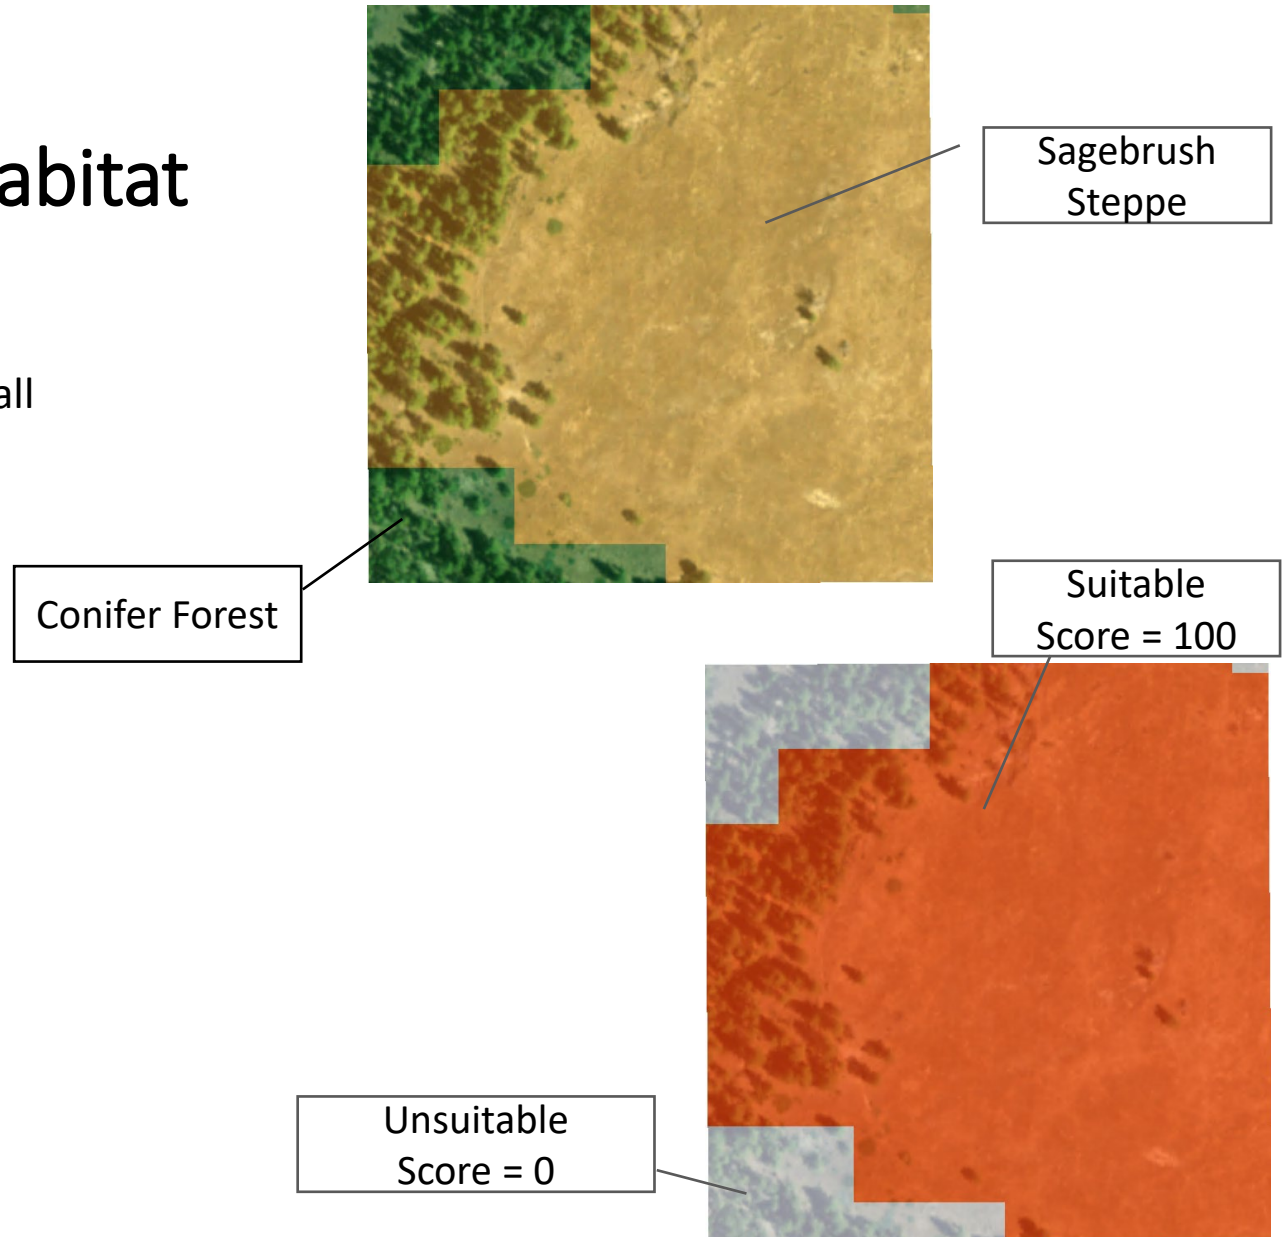 abitat
all
Sagebrush
Steppe
Conifer Forest
Suitable
Score = 100
Unsuitable
Score = 0